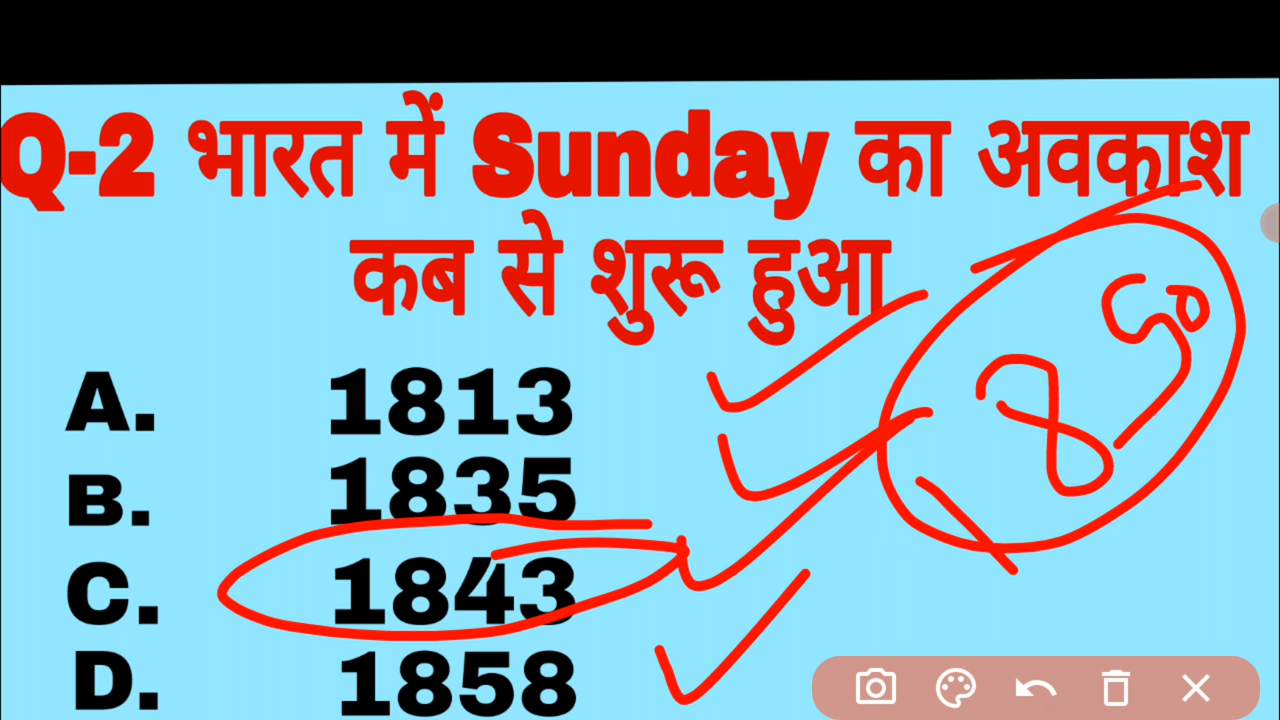 Q-2 भारत में Sunday का अवकाश
कब से शुरू हुआ
A. 1813
B. 1835
C. 1843
D. 1858